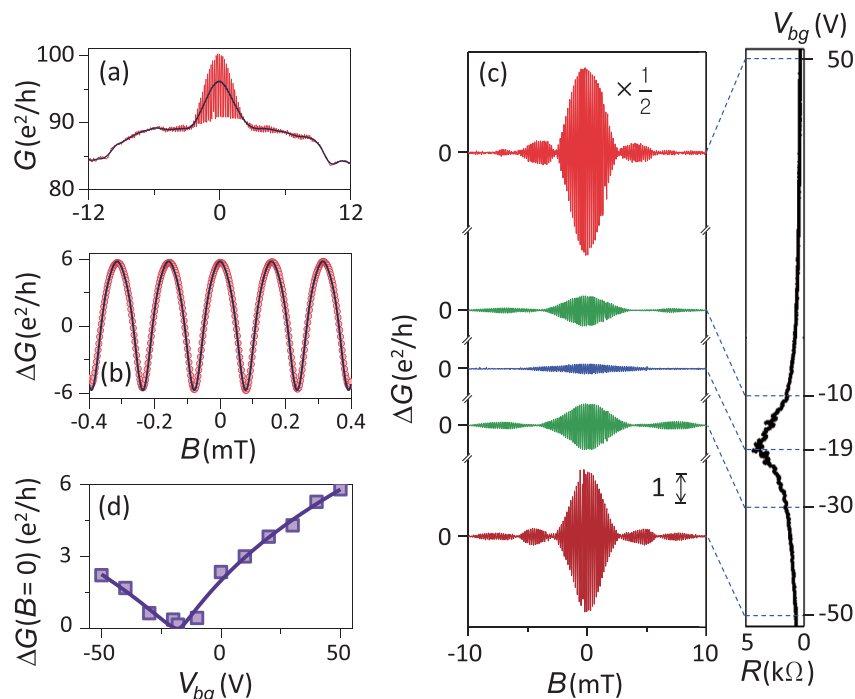 (a)
G (e²/h)
100
90
80
-12
0
12
(b)
ΔG (e²/h)
6
0
-6
-0.4
-0.2
0
0.2
0.4
B (mT)
(d)
ΔG(B = 0) (e²/h)
6
3
0
-50
0
50
V_bg (V)
(c)
× 1/2
ΔG (e²/h)
0
0
0
0
0
1
-10
0
10
B (mT)
V_bg (V)
50
-10
-19
-30
-50
5
0
R (kΩ)